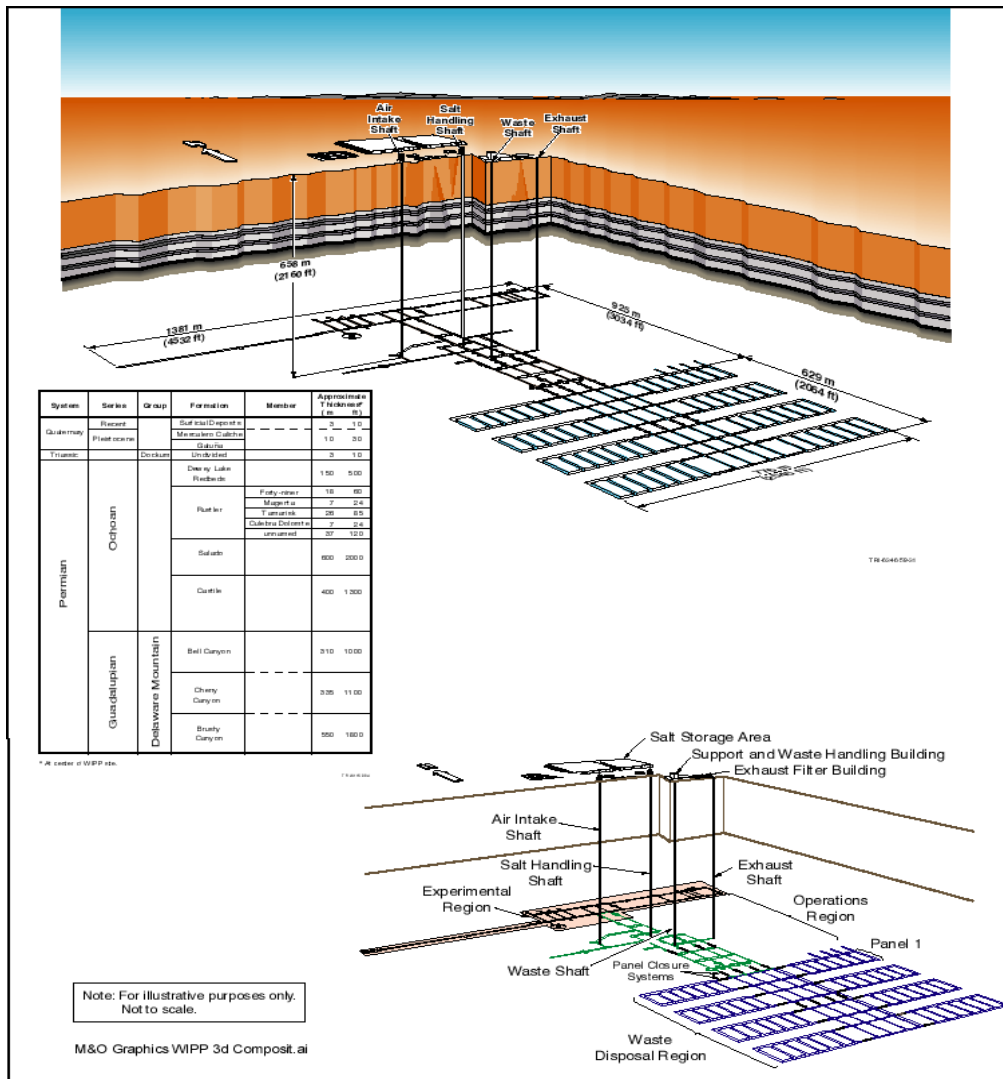 Air
Intake
Shaft
Salt
Handling
Shaft
Waste
Shaft
Exhaust
Shaft
658 m
(2160 ft)
1381 m
(4532 ft)
925 m
(3034 ft)
629 m
(2064 ft)
System Series Group Formation Member Approximate Thickness* (m ft)
Quaternary Recent Surficial Deposits 3 10
Pleistocene Mescalero Caliche 10 30
Gatuña
Triassic Dockum Undivided 3 10
Permian Ochoan Dewey Lake Redbeds 150 500
Rustler Forty-niner 18 60
Magenta 7 24
Tamarisk 26 85
Culebra Dolomite 7 24
unnamed 37 120
Salado 600 2000
Castile 400 1300
Guadalupian Delaware Mountain Bell Canyon 310 1000
Cherry Canyon 335 1100
Brushy Canyon 550 1800
* At center of WIPP site.
Salt Storage Area
Support and Waste Handling Building
Exhaust Filter Building
Air Intake
Shaft
Salt Handling
Shaft
Exhaust
Shaft
Experimental
Region
Operations
Region
Waste Shaft
Panel Closure
Systems
Panel 1
Waste
Disposal Region
Note: For illustrative purposes only.
Not to scale.
M&O Graphics WIPP 3d Composit.ai